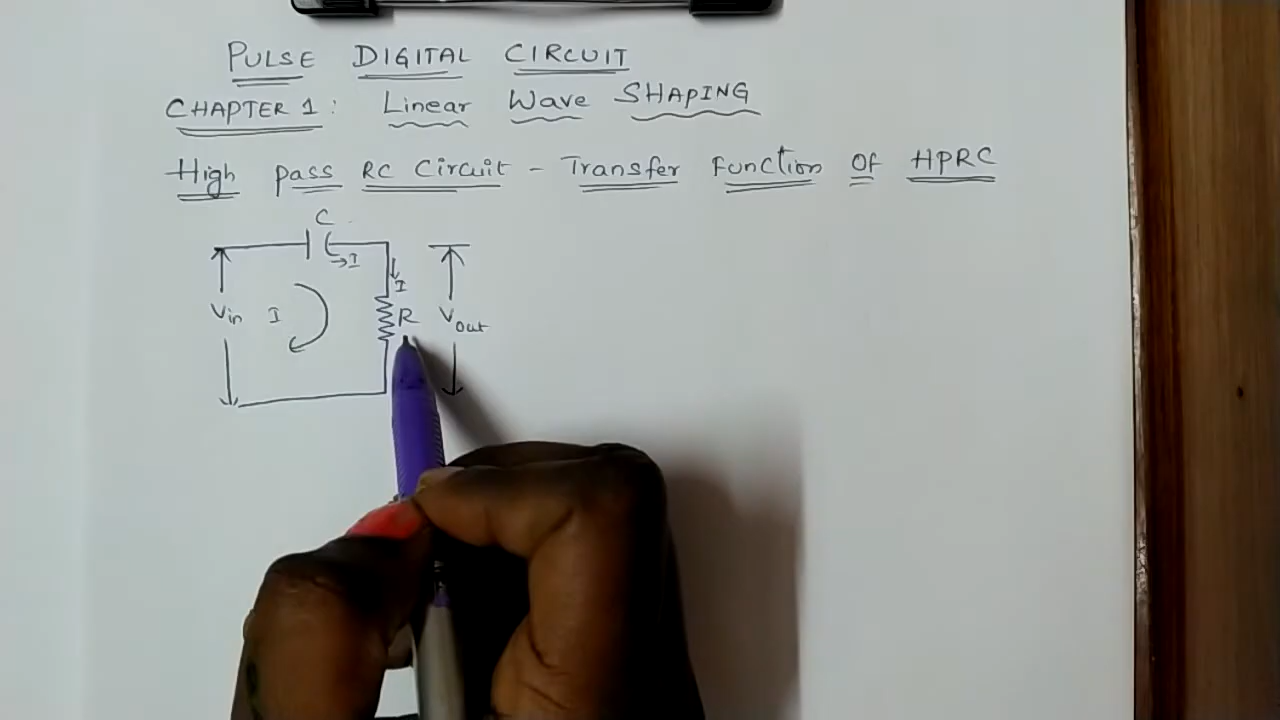 PULSE DIGITAL CIRCUIT
CHAPTER 1: Linear Wave SHAPING
High pass RC Circuit - Transfer Function OF HPRC
C
I
I
Vin I R Vout